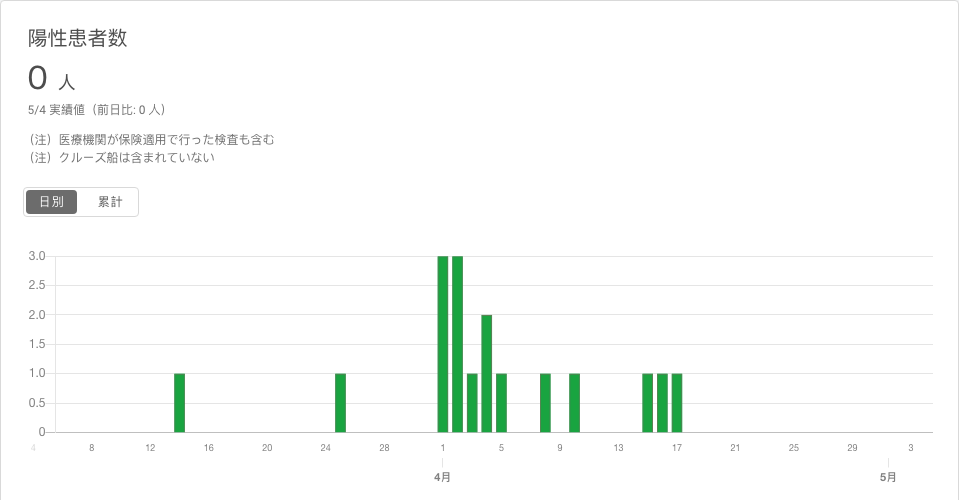 陽性患者数
0 人
5/4 実績値（前日比: 0 人）
（注）医療機関が保険適用で行った検査も含む
（注）クルーズ船は含まれていない
日別 累計
3.0
2.5
2.0
1.5
1.0
0.5
0
4 8 12 16 20 24 28 1 5 9 13 17 21 25 29 3
4月 5月